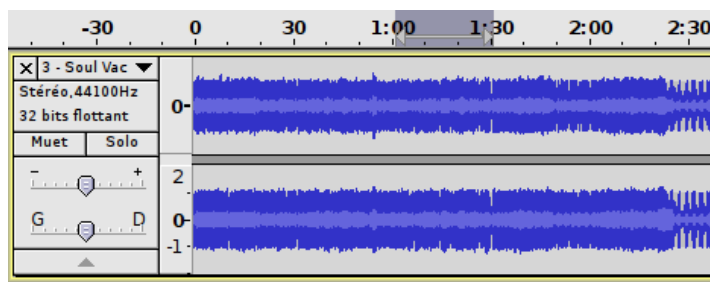 -30 0 30 1:00 1:30 2:00 2:30
3 - Soul Vac
Stéréo,44100Hz
32 bits flottant
Muet Solo
- +
G D
0-
2
0-
-1